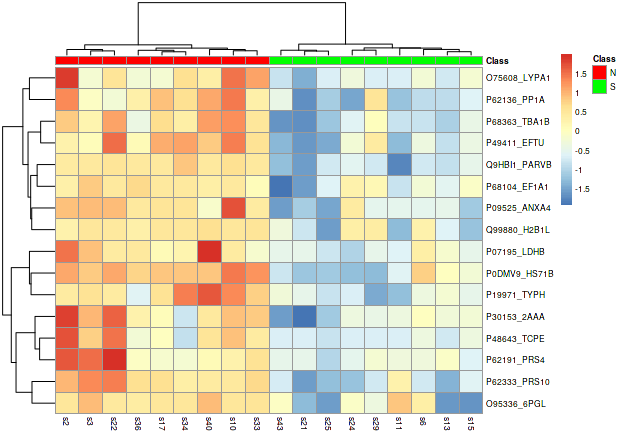 Class
Class
N
S
1.5
1
0.5
0
-0.5
-1
-1.5
O75608_LYPA1
P62136_PP1A
P68363_TBA1B
P49411_EFTU
Q9HBI1_PARVB
P68104_EF1A1
P09525_ANXA4
Q99880_H2B1L
P07195_LDHB
P0DMV9_HS71B
P19971_TYPH
P30153_2AAA
P48643_TCPE
P62191_PRS4
P62333_PRS10
O95336_6PGL
s2 s3 s22 s36 s17 s34 s40 s10 s33 s43 s21 s25 s24 s29 s11 s6 s13 s15